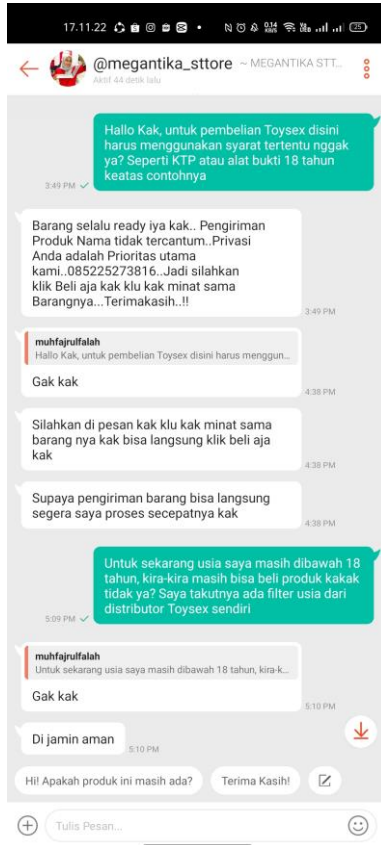 17.11.22
0,14
KB/S
25
@megantika_sttore ~ MEGANTIKA STT...
Aktif 44 detik lalu
Hallo Kak, untuk pembelian Toysex disini
harus menggunakan syarat tertentu nggak
ya? Seperti KTP atau alat bukti 18 tahun
keatas contohnya
3:49 PM
Barang selalu ready iya kak.. Pengiriman
Produk Nama tidak tercantum..Privasi
Anda adalah Prioritas utama
kami..085225273816..Jadi silahkan
klik Beli aja kak klu kak minat sama
Barangnya...Terimakasih..!!
3:49 PM
muhfajrulfalah
Hallo Kak, untuk pembelian Toysex disini harus menggun...
Gak kak
4:38 PM
Silahkan di pesan kak klu kak minat sama
barang nya kak bisa langsung klik beli aja
kak
4:38 PM
Supaya pengiriman barang bisa langsung
segera saya proses secepatnya kak
4:38 PM
Untuk sekarang usia saya masih dibawah 18
tahun, kira-kira masih bisa beli produk kakak
tidak ya? Saya takutnya ada filter usia dari
distributor Toysex sendiri
5:09 PM
muhfajrulfalah
Untuk sekarang usia saya masih dibawah 18 tahun, kira-k...
Gak kak
5:10 PM
Di jamin aman
5:10 PM
Hi! Apakah produk ini masih ada?
Terima Kasih!
Tulis Pesan...